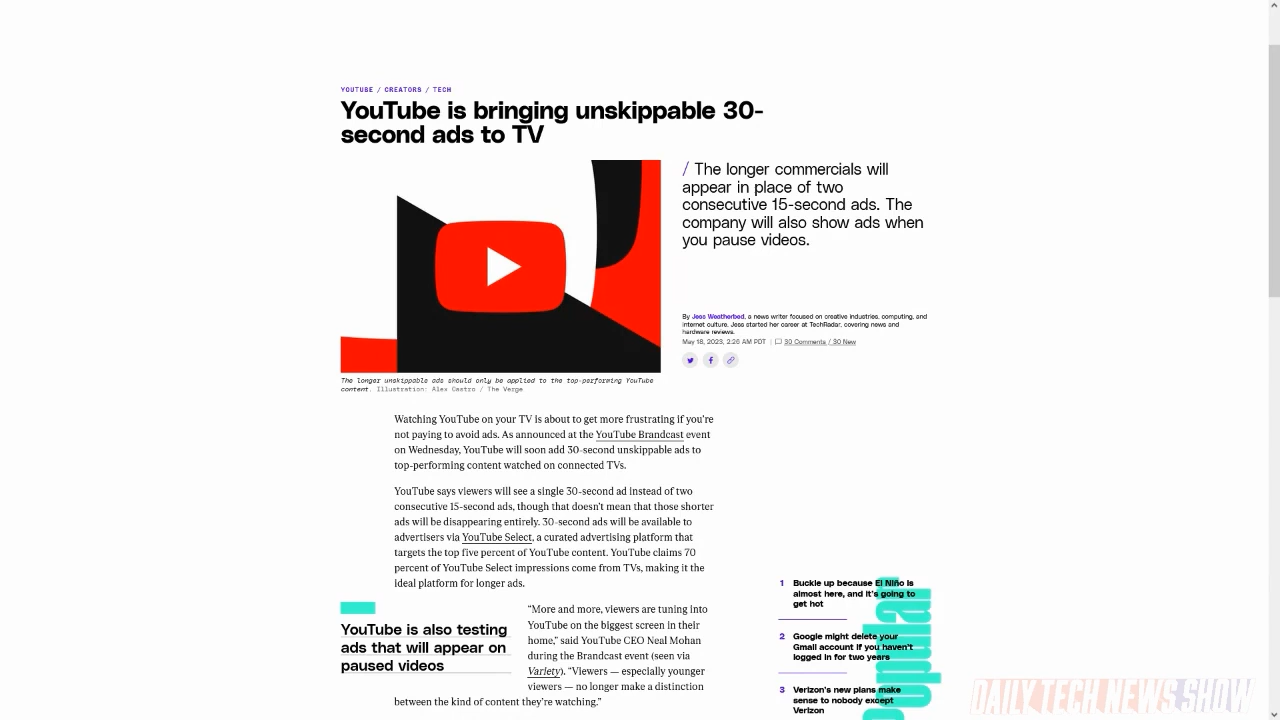 YOUTUBE / CREATORS / TECH
YouTube is bringing unskippable 30-
second ads to TV
/ The longer commercials will
appear in place of two
consecutive 15-second ads. The
company will also show ads when
you pause videos.
By Jess Weatherbed, a news writer focused on creative industries, computing, and
internet culture. Jess started her career at TechRadar, covering news and
hardware reviews.
May 18, 2023, 2:26 AM PDT | 30 Comments / 30 New
The longer unskippable ads should only be applied to the top-performing YouTube
content. Illustration: Alex Castro / The Verge
Watching YouTube on your TV is about to get more frustrating if you're
not paying to avoid ads. As announced at the YouTube Brandcast event
on Wednesday, YouTube will soon add 30-second unskippable ads to
top-performing content watched on connected TVs.
YouTube says viewers will see a single 30-second ad instead of two
consecutive 15-second ads, though that doesn't mean that those shorter
ads will be disappearing entirely. 30-second ads will be available to
advertisers via YouTube Select, a curated advertising platform that
targets the top five percent of YouTube content. YouTube claims 70
percent of YouTube Select impressions come from TVs, making it the
ideal platform for longer ads.
YouTube is also testing
ads that will appear on
paused videos
“More and more, viewers are tuning into
YouTube on the biggest screen in their
home,” said YouTube CEO Neal Mohan
during the Brandcast event (seen via
Variety). “Viewers — especially younger
viewers — no longer make a distinction
between the kind of content they're watching.”
1 Buckle up because El Niño is
almost here, and it's going to
get hot
2 Google might delete your
Gmail account if you haven't
logged in for two years
3 Verizon's new plans make
sense to nobody except
Verizon
DAILY TECH NEWS SHOW